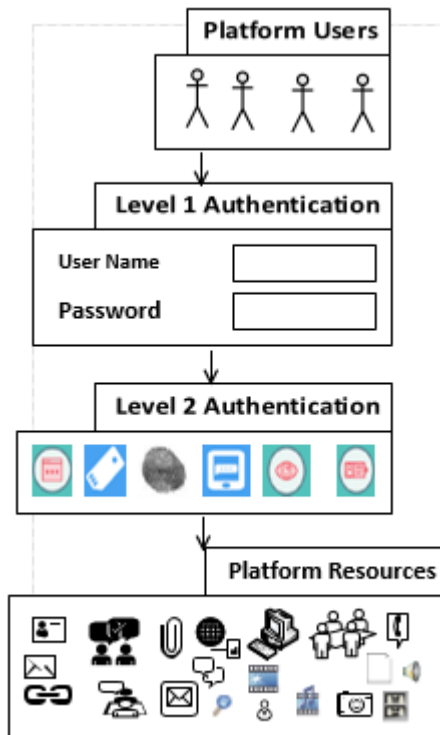 Platform Users
Level 1 Authentication
User Name
Password
Level 2 Authentication
Platform Resources